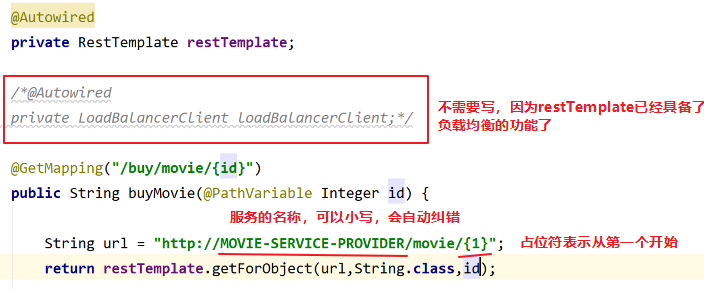 @Autowired
private RestTemplate restTemplate;
/*@Autowired
private LoadBalancerClient loadBalancerClient;*/
不需要写，因为restTemplate已经具备了
负载均衡的功能了
@GetMapping("/buy/movie/{id}")
public String buyMovie(@PathVariable Integer id) {
服务的名称，可以小写，会自动纠错
String url = "http://MOVIE-SERVICE-PROVIDER/movie/{1}";
占位符表示从第一个开始
return restTemplate.getForObject(url,String.class,id);